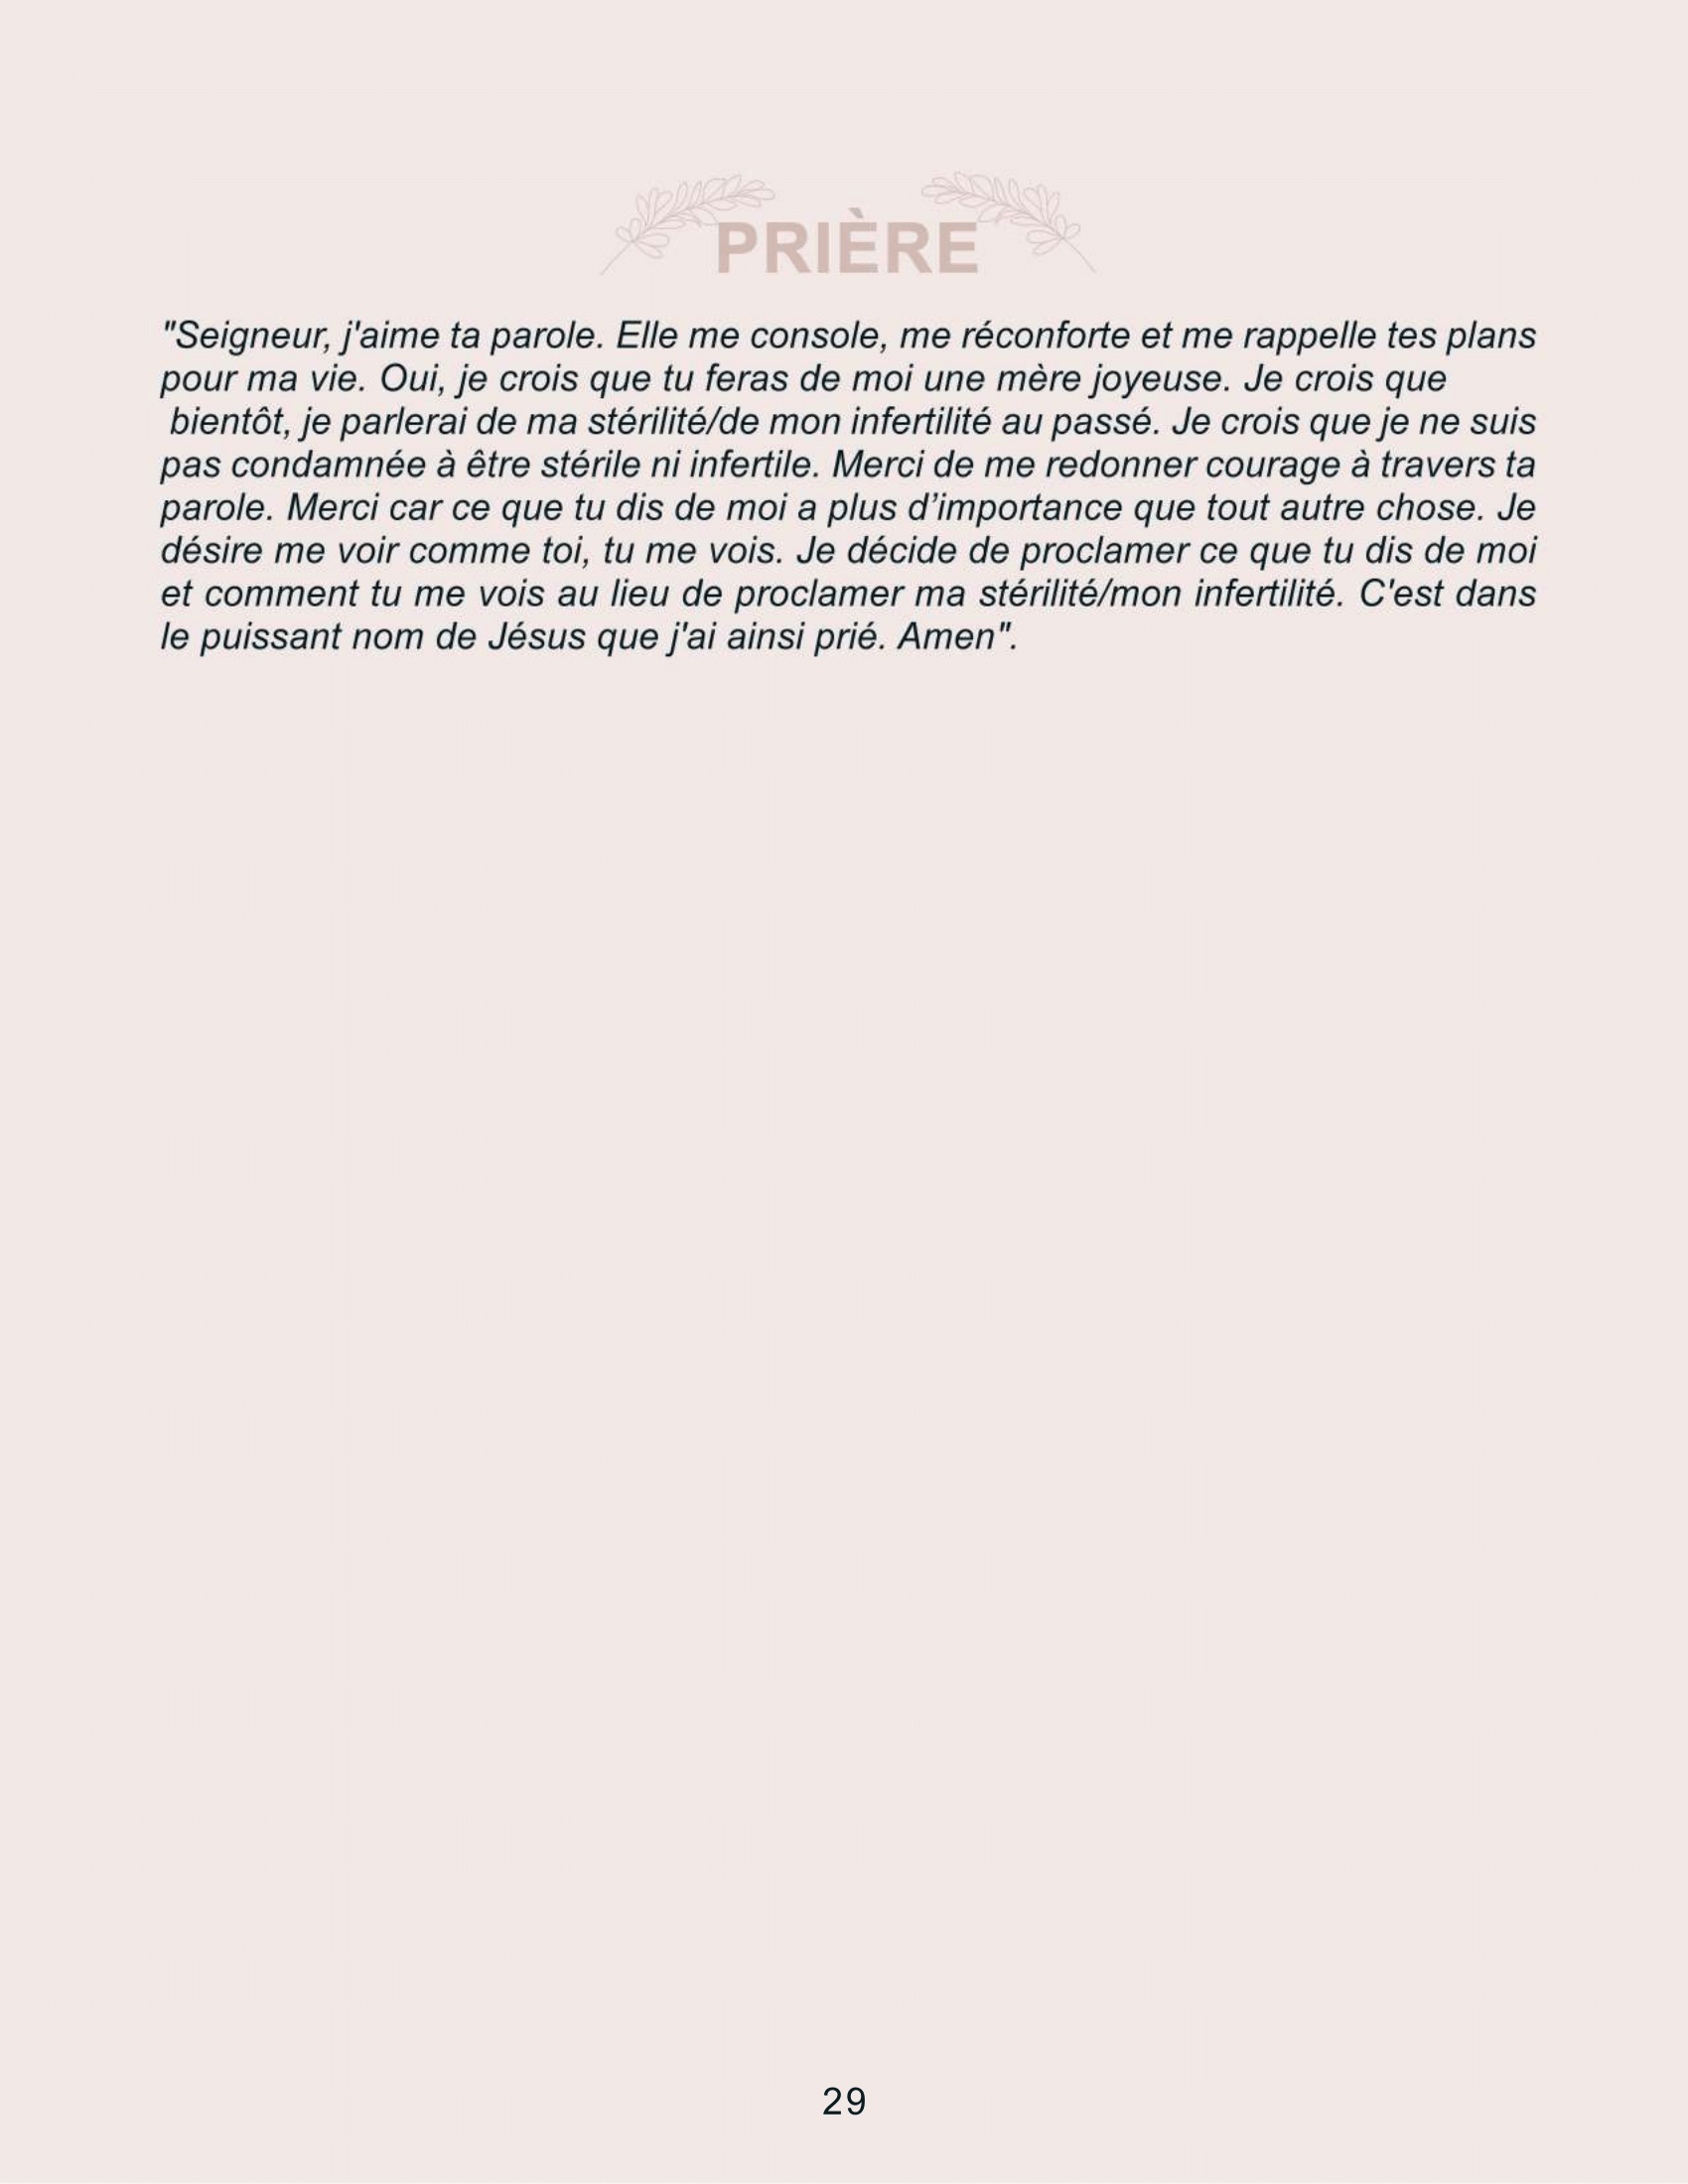 PRIÈRE
"Seigneur, j'aime ta parole. Elle me console, me réconforte et me rappelle tes plans
pour ma vie. Oui, je crois que tu feras de moi une mère joyeuse. Je crois que
bientôt, je parlerai de ma stérilité/de mon infertilité au passé. Je crois que je ne suis
pas condamnée à être stérile ni infertile. Merci de me redonner courage à travers ta
parole. Merci car ce que tu dis de moi a plus d’importance que tout autre chose. Je
désire me voir comme toi, tu me vois. Je décide de proclamer ce que tu dis de moi
et comment tu me vois au lieu de proclamer ma stérilité/mon infertilité. C'est dans
le puissant nom de Jésus que j'ai ainsi prié. Amen".
29